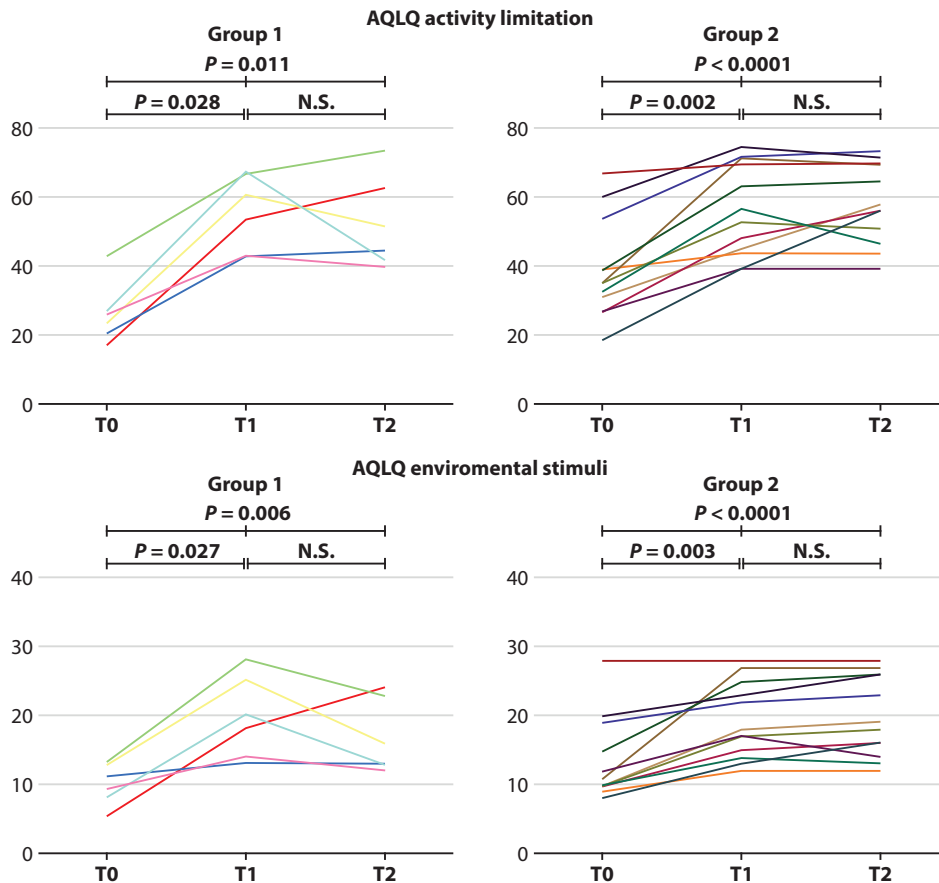 AQLQ activity limitation
Group 1
Group 2
P = 0.011
P < 0.0001
P = 0.028
N.S.
P = 0.002
N.S.
80
60
40
20
0
T0
T1
T2
80
60
40
20
0
T0
T1
T2
AQLQ enviromental stimuli
Group 1
Group 2
P = 0.006
P < 0.0001
P = 0.027
N.S.
P = 0.003
N.S.
40
30
20
10
0
T0
T1
T2
40
30
20
10
0
T0
T1
T2